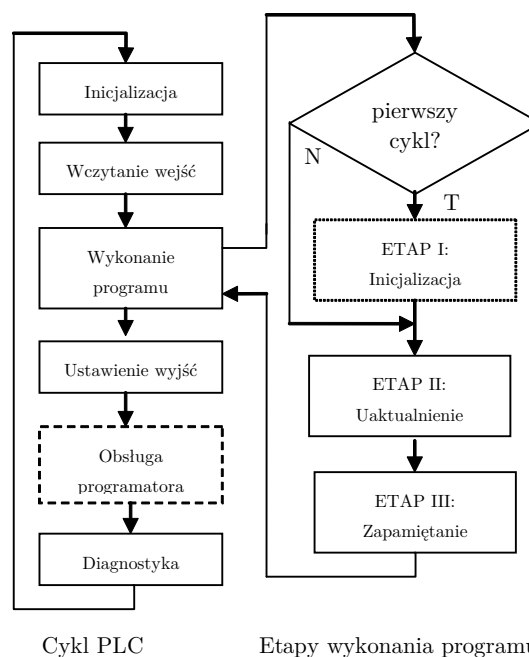 Inicjalizacja
Wczytanie wejść
Wykonanie
programu
Ustawienie wyjść
Obsługa
programatora
Diagnostyka
Cykl PLC
pierwszy
cykl?
N
T
ETAP I:
Inicjalizacja
ETAP II:
Uaktualnienie
ETAP III:
Zapamiętanie
Etapy wykonania programu